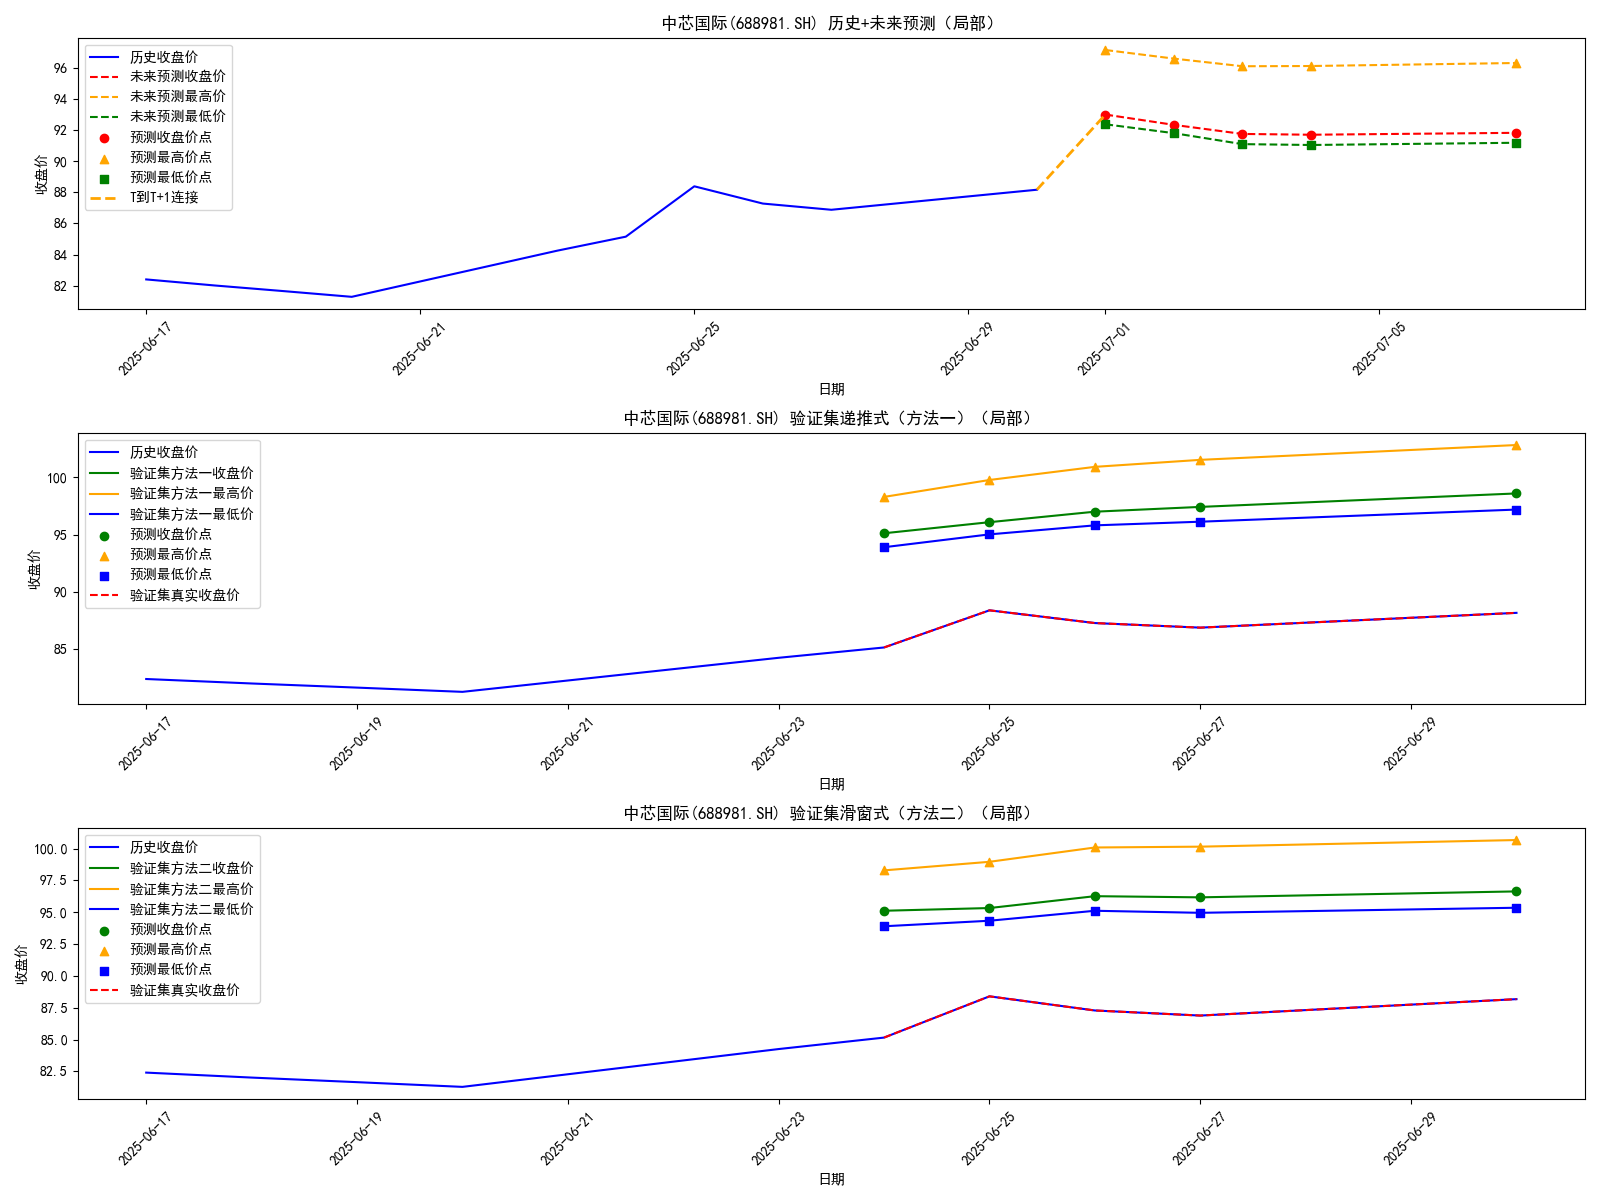 中芯国际(688981.SH) 历史+未来预测（局部）
历史收盘价
未来预测收盘价
未来预测最高价
未来预测最低价
预测收盘价点
预测最高价点
预测最低价点
T到T+1连接
96
94
92
90
88
86
84
82
收盘价
2025-06-17
2025-06-21
2025-06-25
2025-06-29
2025-07-01
2025-07-05
日期
中芯国际(688981.SH) 验证集递推式（方法一）（局部）
历史收盘价
验证集方法一收盘价
验证集方法一最高价
验证集方法一最低价
预测收盘价点
预测最高价点
预测最低价点
验证集真实收盘价
100
95
90
85
收盘价
2025-06-17
2025-06-19
2025-06-21
2025-06-23
2025-06-25
2025-06-27
2025-06-29
日期
中芯国际(688981.SH) 验证集滑窗式（方法二）（局部）
历史收盘价
验证集方法二收盘价
验证集方法二最高价
验证集方法二最低价
预测收盘价点
预测最高价点
预测最低价点
验证集真实收盘价
100.0
97.5
95.0
92.5
90.0
87.5
85.0
82.5
收盘价
2025-06-17
2025-06-19
2025-06-21
2025-06-23
2025-06-25
2025-06-27
2025-06-29
日期